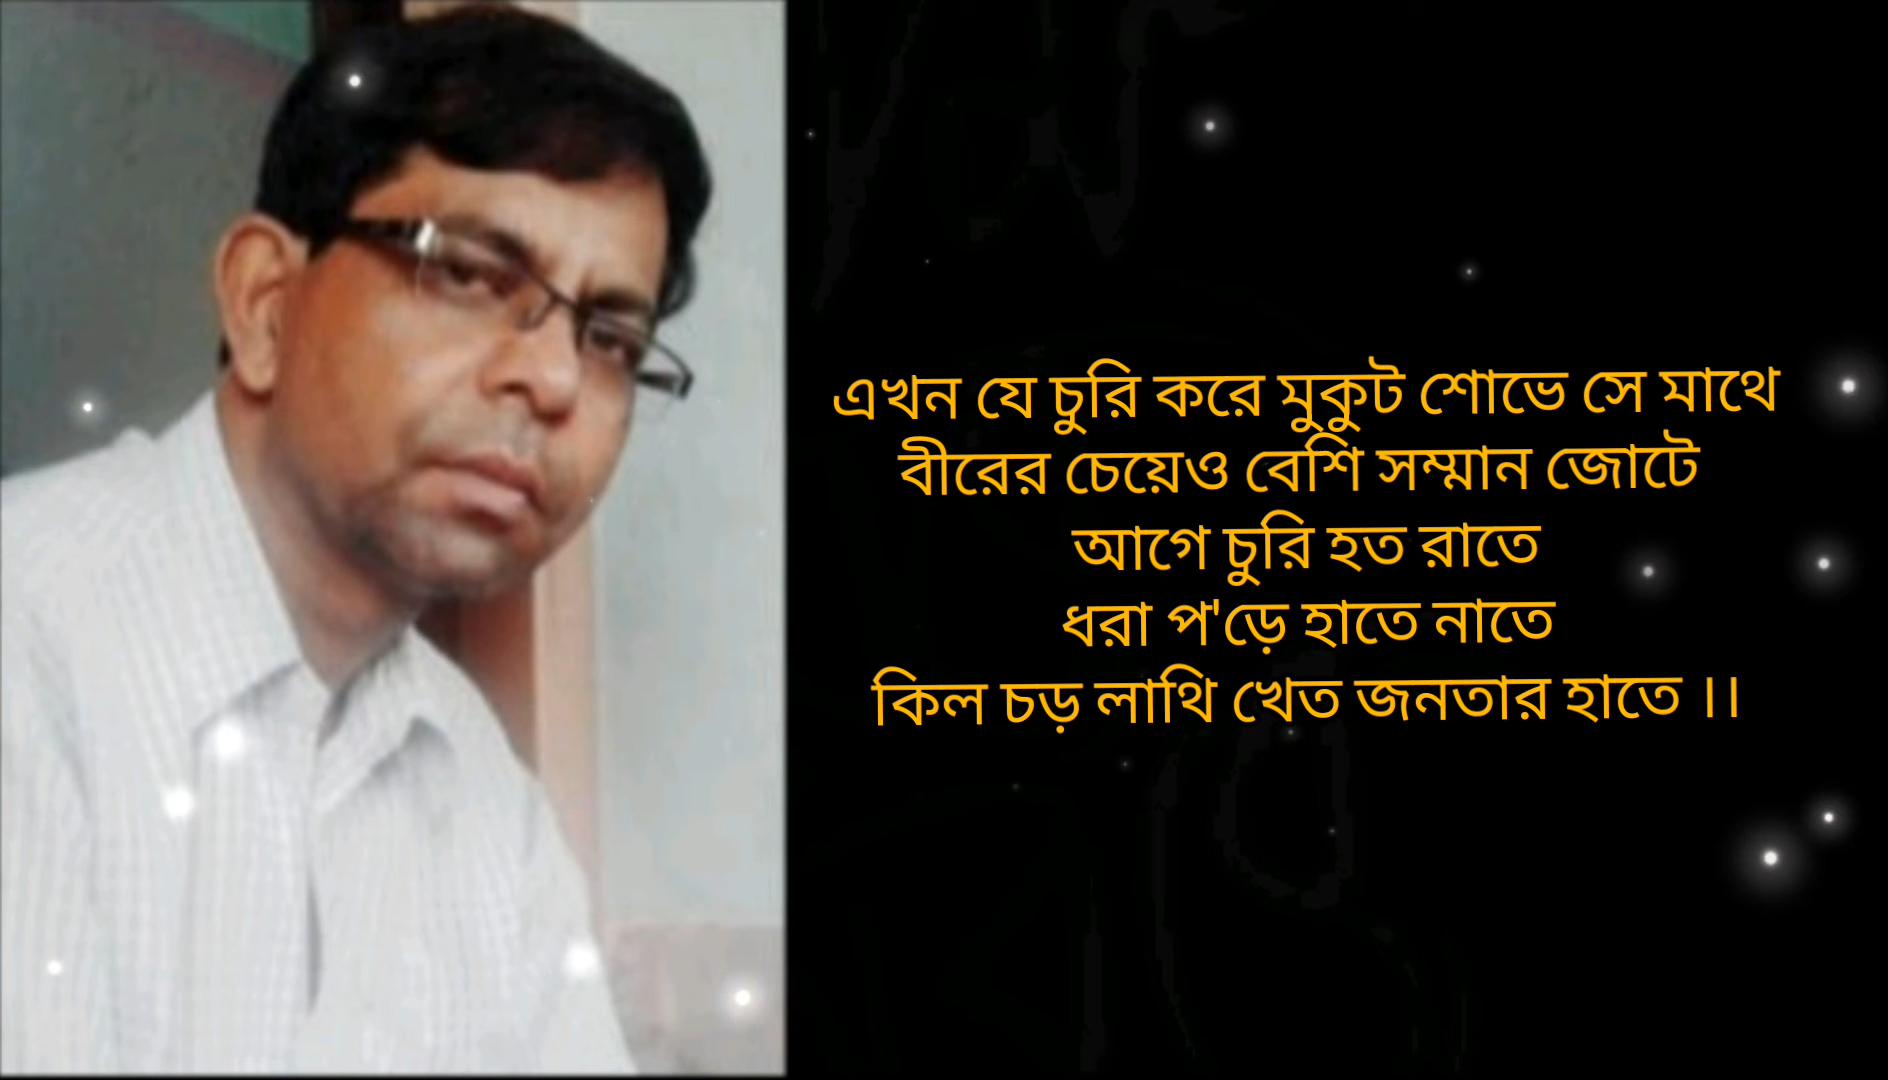 এখন যে চুরি করে মুকুট শোভে সে মাথে
বীরের চেয়েও বেশি সম্মান জোটে
আগে চুরি হত রাতে
ধরা প'ড়ে হাতে নাতে
কিল চড় লাথি খেত জনতার হাতে ।।